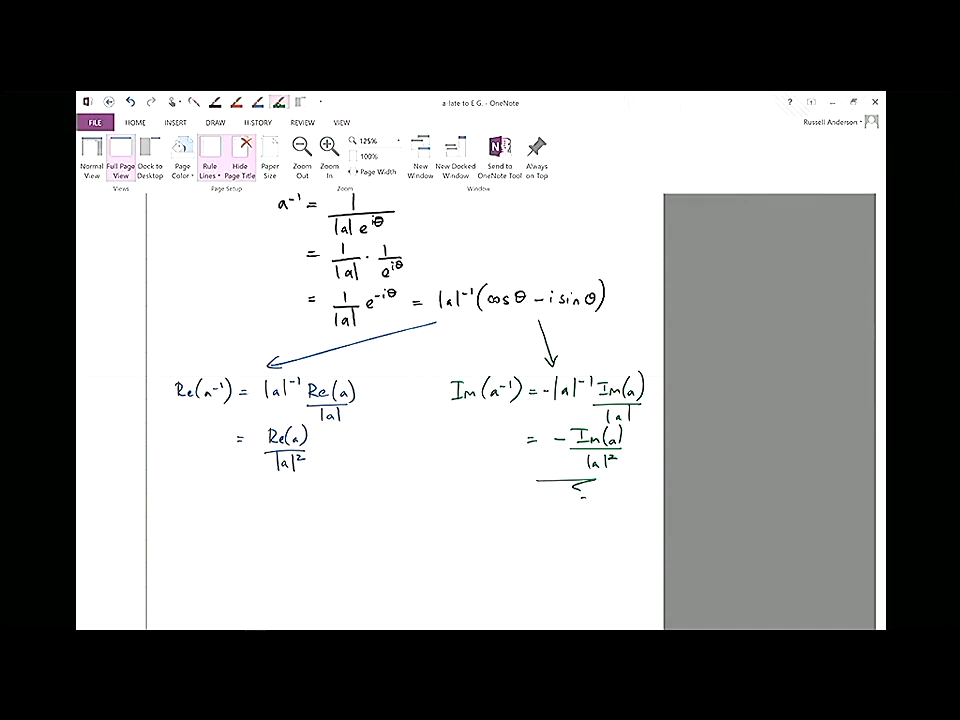 a late to E.G. - OneNote
?
FILE HOME INSERT DRAW HISTORY REVIEW VIEW
Russell Anderson
Normal View
Full Page View
Dock to Desktop
Page Color
Rule Lines
Hide Page Title
Paper Size
Zoom Out
Zoom In
125%
100%
Page Width
New Window
New Docked Window
Send to OneNote Tool
Always on Top
Views Page Setup Zoom Window
a⁻¹ = 1 / (|a| e^{iθ})
= 1/|a| · 1/e^{iθ}
= 1/|a| e^{-iθ} = |a|⁻¹ (cos θ − i sin θ)
Re(a⁻¹) = |a|⁻¹ Re(a)/|a|
= Re(a)/|a|²
Im(a⁻¹) = -|a|⁻¹ Im(a)/|a|
= − Im(a)/|a|²